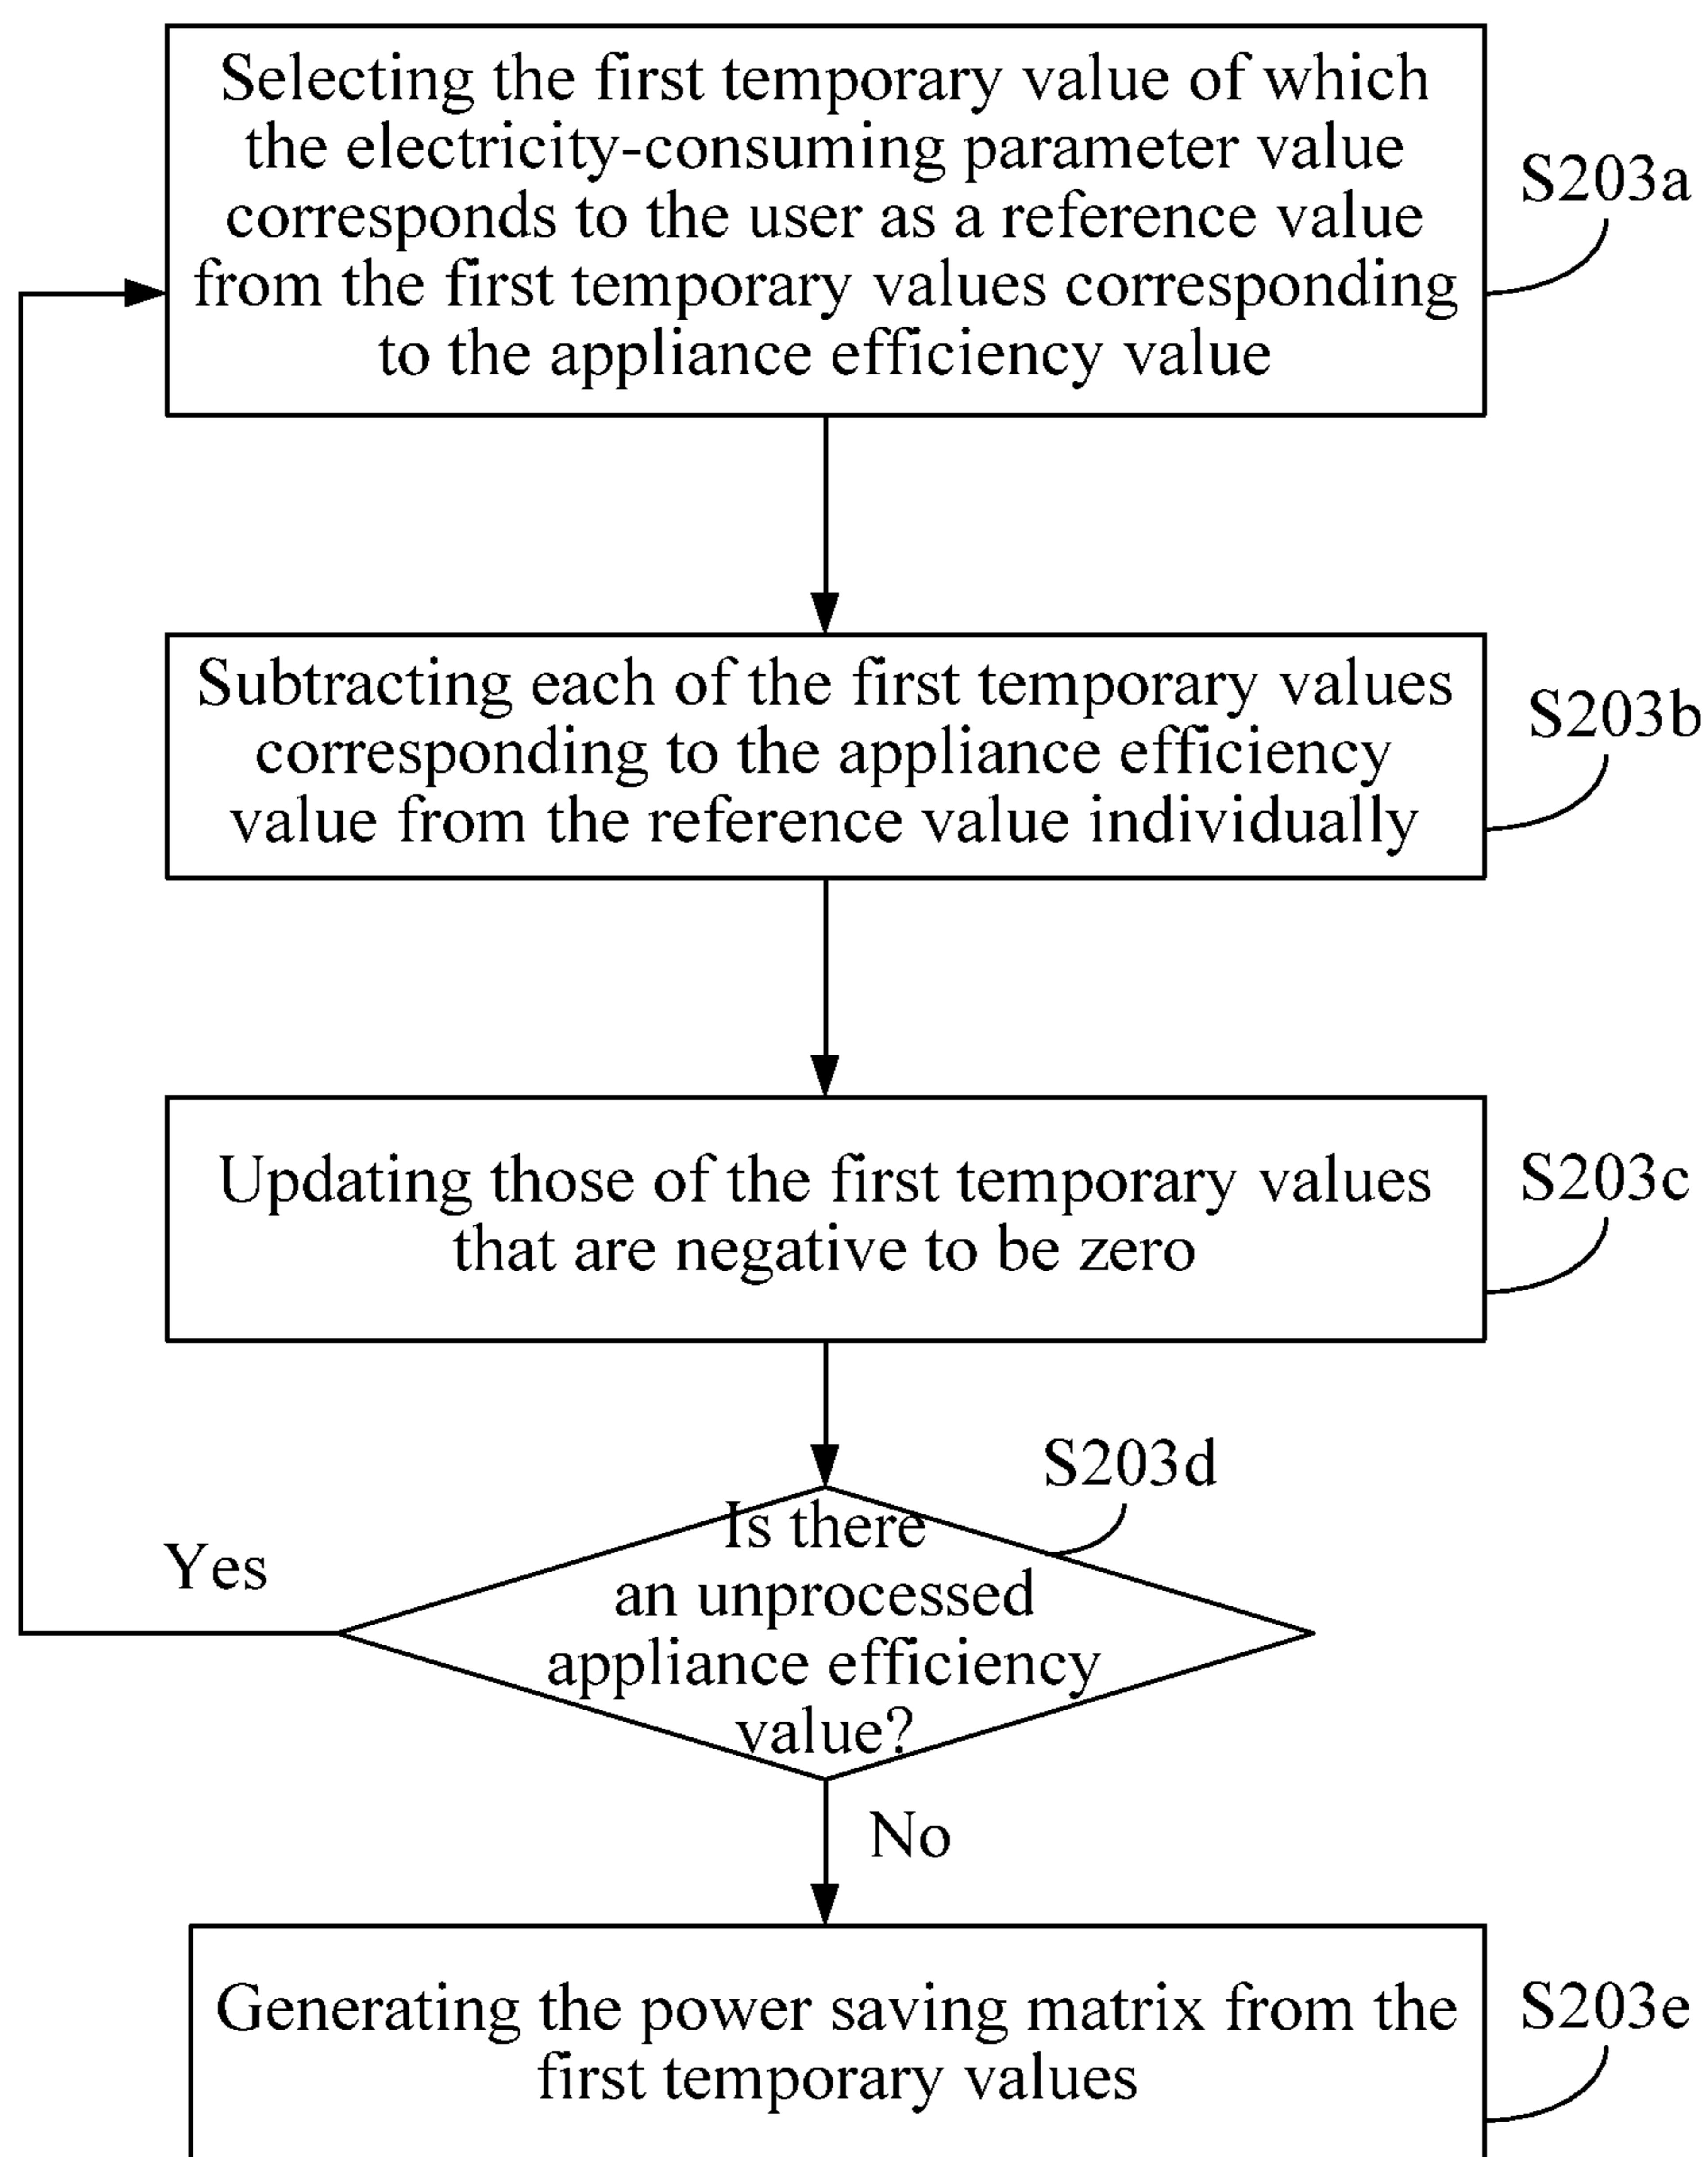 Selecting the first temporary value of which
the electricity-consuming parameter value
corresponds to the user as a reference value
from the first temporary values corresponding
to the appliance efficiency value
S203a
Subtracting each of the first temporary values
corresponding to the appliance efficiency
value from the reference value individually
S203b
Updating those of the first temporary values
that are negative to be zero
S203c
S203d
Is there
an unprocessed
appliance efficiency
value?
Yes
No
Generating the power saving matrix from the
first temporary values
S203e